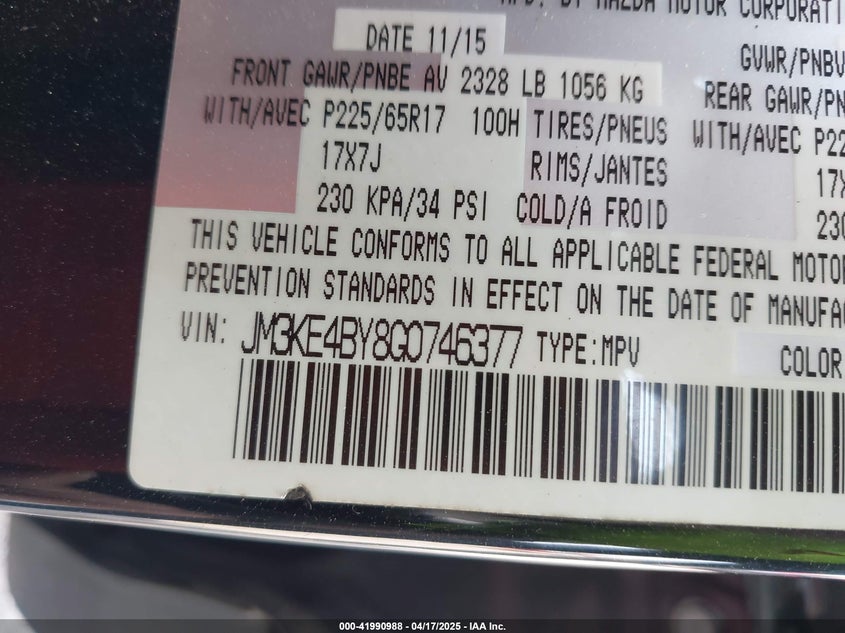 MFD. BY MAZDA MOTOR CORPORATI
DATE 11/15
GVWR/PNBV
FRONT GAWR/PNBE AV 2328 LB 1056 KG
REAR GAWR/PN
WITH/AVEC P225/65R17 100H TIRES/PNEUS WITH/AVEC P22
17X7J RIMS/JANTES 17X
230 KPA/34 PSI COLD/A FROID 230
THIS VEHICLE CONFORMS TO ALL APPLICABLE FEDERAL MOTOR
PREVENTION STANDARDS IN EFFECT ON THE DATE OF MANUFA
VIN: JM3KE4BY8G0746377 TYPE:MPV COLOR
000-41990988 - 04/17/2025 - IAA Inc.